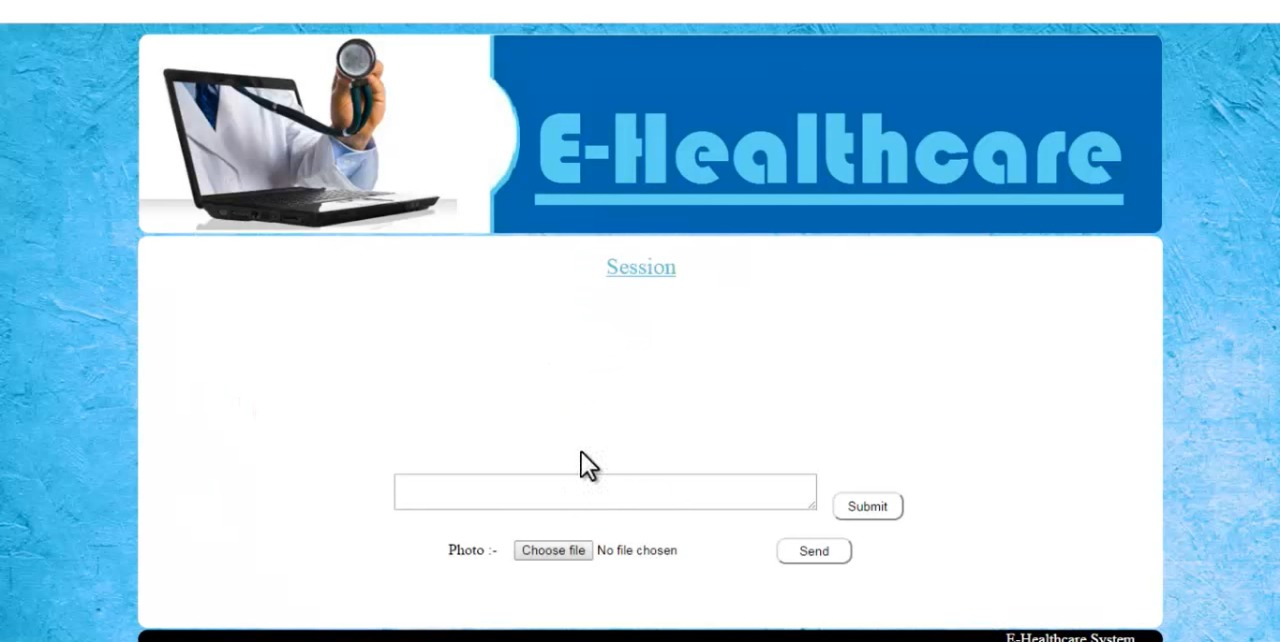 E-Healthcare
Session
Submit
Photo :- Choose file No file chosen Send
E-Healthcare System